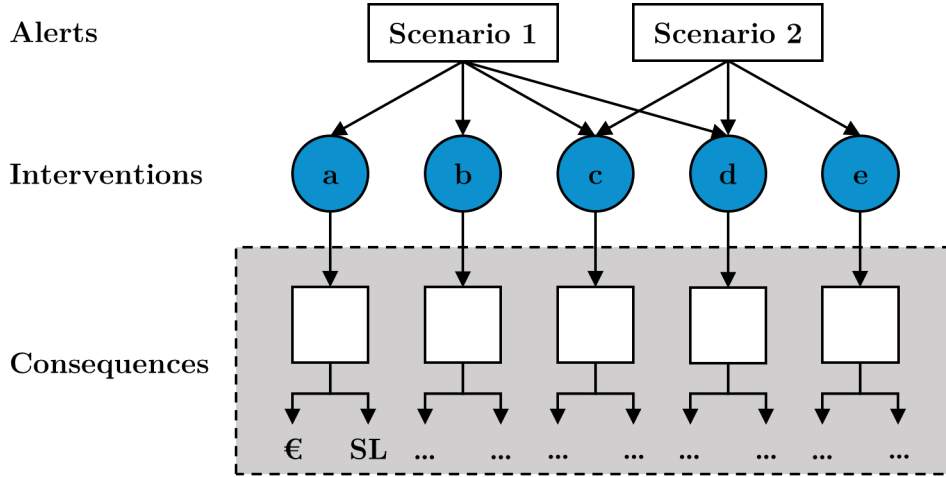 Alerts
Scenario 1 Scenario 2
Interventions
a b c d e
Consequences
€ SL ... ... ... ... ... ... ... ...